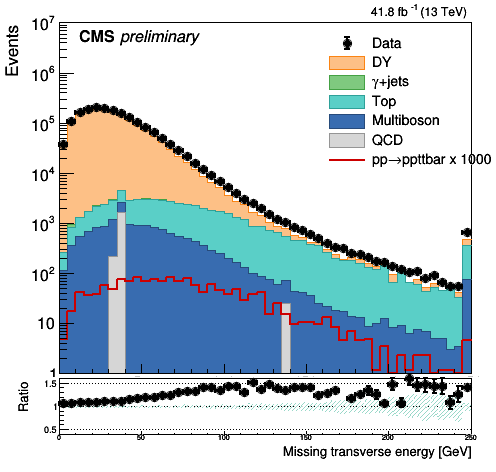 41.8 fb⁻¹ (13 TeV)
CMS preliminary
Events
10⁷
10⁶
10⁵
10⁴
10³
10²
10
1
Data
DY
γ+jets
Top
Multiboson
QCD
pp→ppttbar x 1000
Ratio
1.5
1
0.5
0 50 100 150 200 250
Missing transverse energy [GeV]